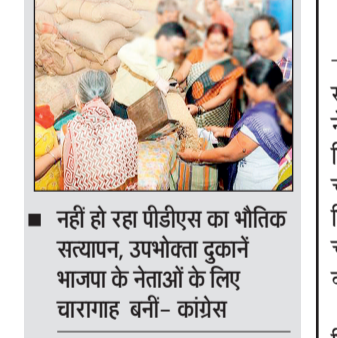 ■ नहीं हो रहा पीडीएस का भौतिक
सत्यापन, उपभोक्ता दुकानें
भाजपा के नेताओं के लिए
चारागाह बनीं– कांग्रेस